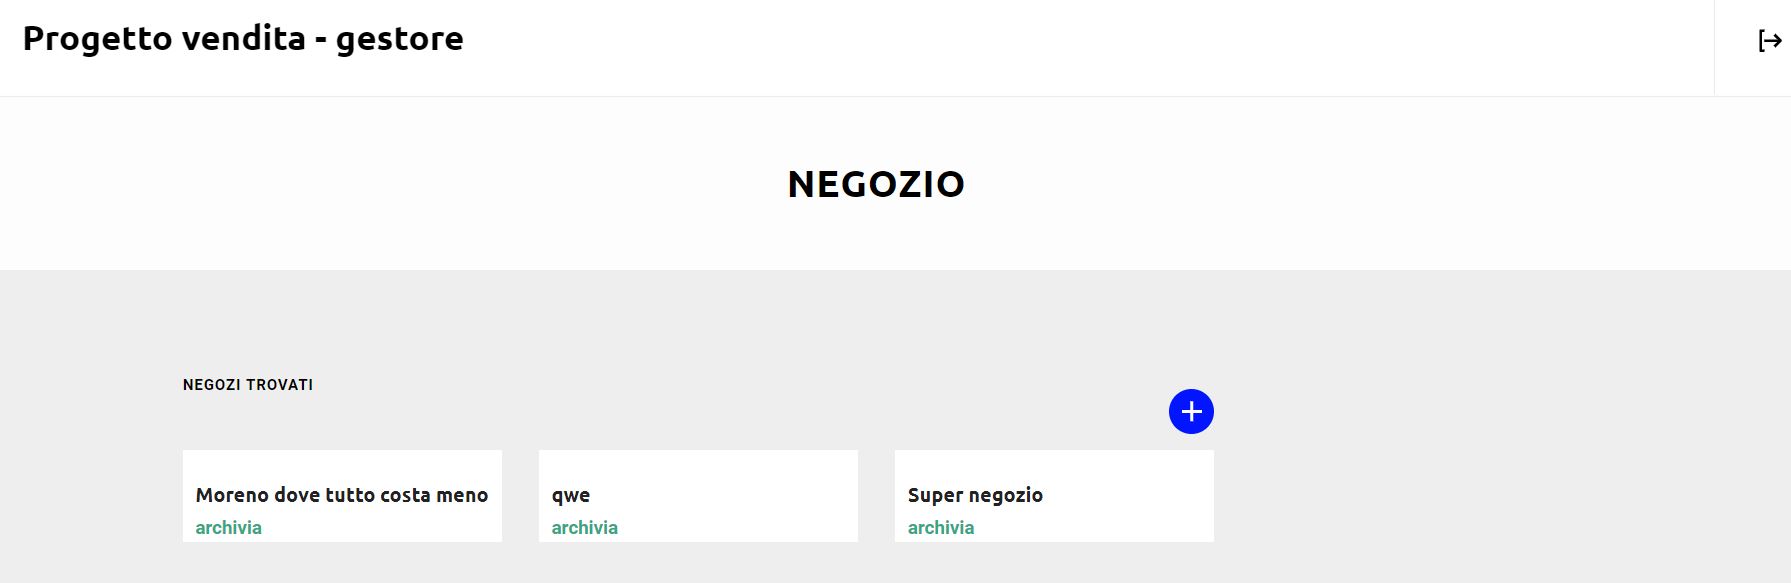 Progetto vendita - gestore
NEGOZIO
NEGOZI TROVATI
Moreno dove tutto costa meno
archivia
qwe
archivia
Super negozio
archivia